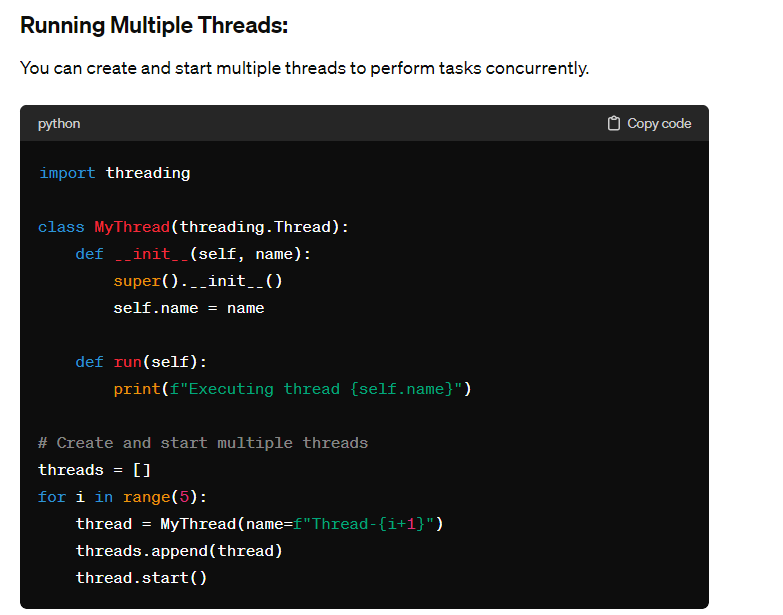 Running Multiple Threads:
You can create and start multiple threads to perform tasks concurrently.
python
Copy code
import threading
class MyThread(threading.Thread):
    def __init__(self, name):
        super().__init__()
        self.name = name
    def run(self):
        print(f"Executing thread {self.name}")
# Create and start multiple threads
threads = []
for i in range(5):
    thread = MyThread(name=f"Thread-{i+1}")
    threads.append(thread)
    thread.start()